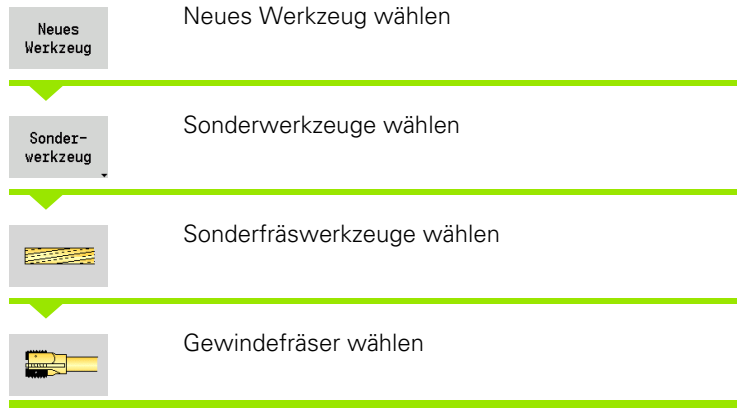 Neues
Werkzeug
Neues Werkzeug wählen
Sonder-
werkzeug
Sonderwerkzeuge wählen
Sonderfräswerkzeuge wählen
Gewindefräser wählen